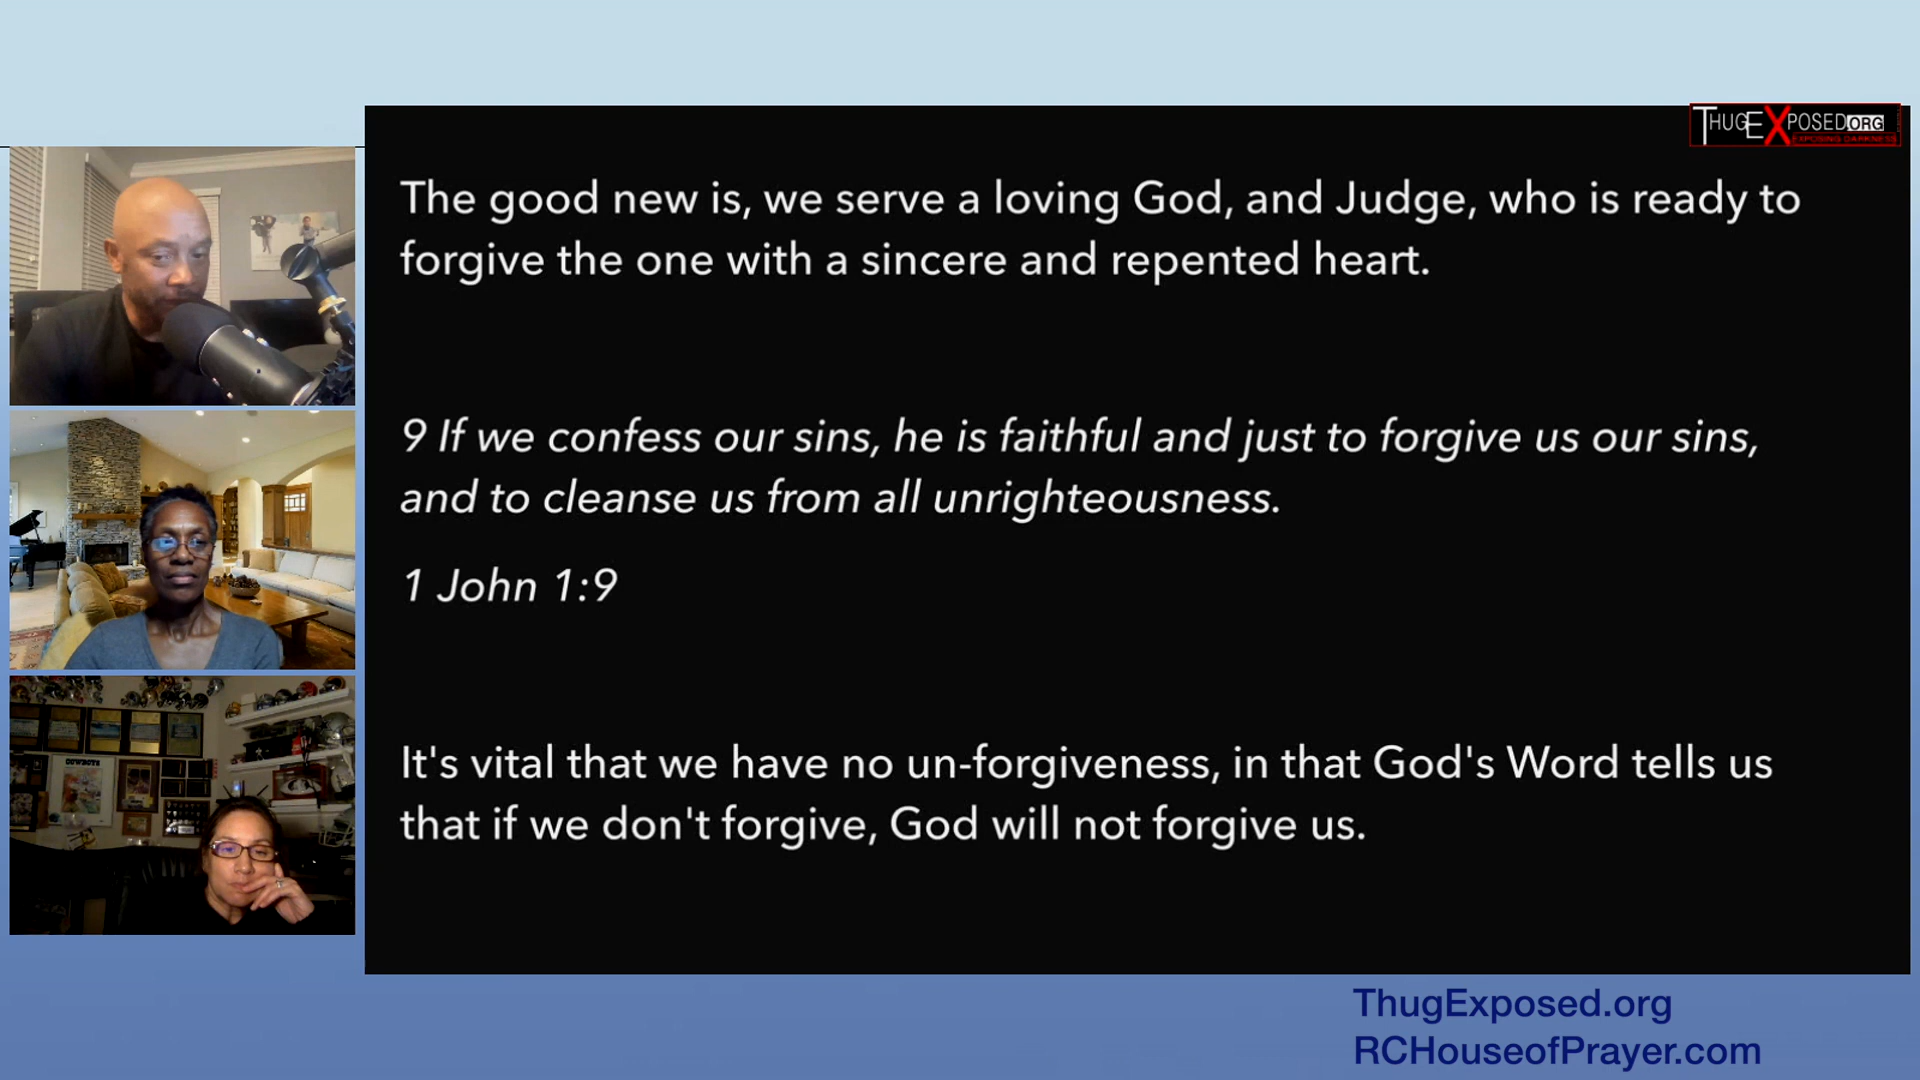 THUGEXPOSED.ORG
EXPOSING DARKNESS
The good new is, we serve a loving God, and Judge, who is ready to
forgive the one with a sincere and repented heart.
9 If we confess our sins, he is faithful and just to forgive us our sins,
and to cleanse us from all unrighteousness.
1 John 1:9
It's vital that we have no un-forgiveness, in that God's Word tells us
that if we don't forgive, God will not forgive us.
COWBOYS
ThugExposed.org
RCHouseofPrayer.com